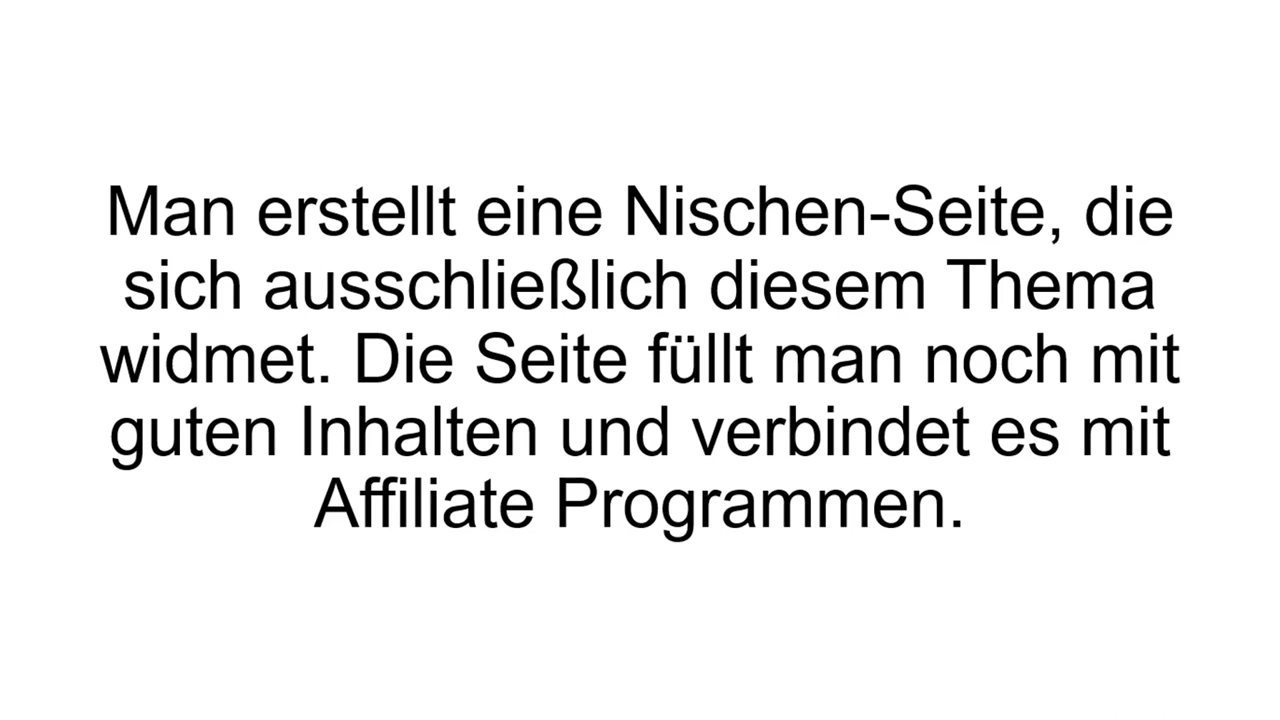 Man erstellt eine Nischen-Seite, die
sich ausschließlich diesem Thema
widmet. Die Seite füllt man noch mit
guten Inhalten und verbindet es mit
Affiliate Programmen.